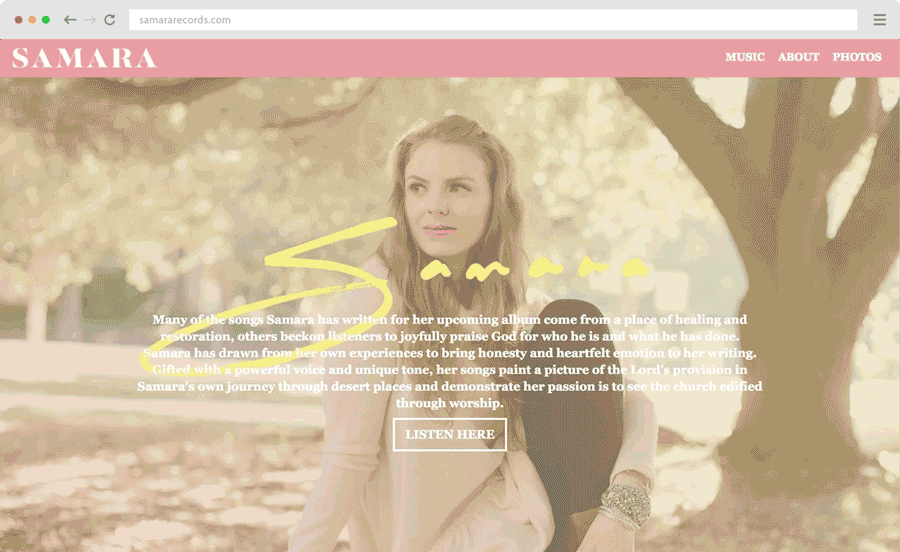 samararecords.com
SAMARA
MUSIC ABOUT PHOTOS
Samara
Many of the songs Samara has written for her upcoming album come from a place of healing and
restoration, others beckon listeners to joyfully praise God for who he is and what he has done.
Samara has drawn from her own experiences to bring honesty and heartfelt emotion to her writing.
Gifted with a powerful voice and unique tone, her songs paint a picture of the Lord's provision in
Samara's own journey through desert places and demonstrate her passion is to see the church edified
through worship.
LISTEN HERE